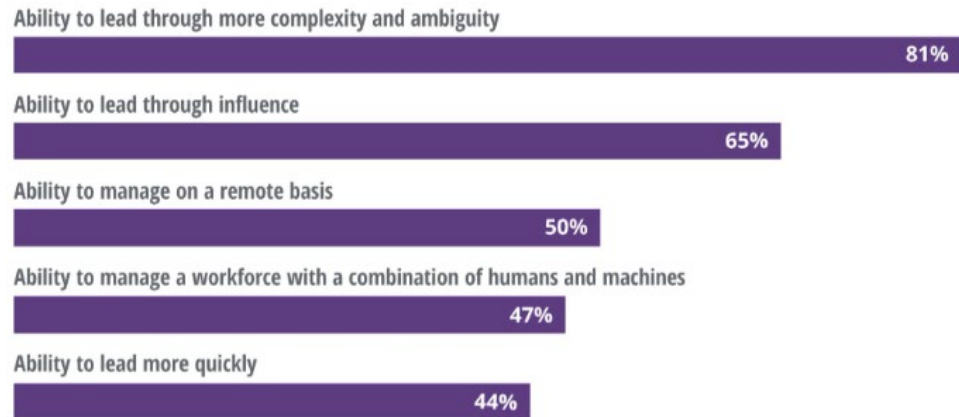 Ability to lead through more complexity and ambiguity
81%
Ability to lead through influence
65%
Ability to manage on a remote basis
50%
Ability to manage a workforce with a combination of humans and machines
47%
Ability to lead more quickly
44%